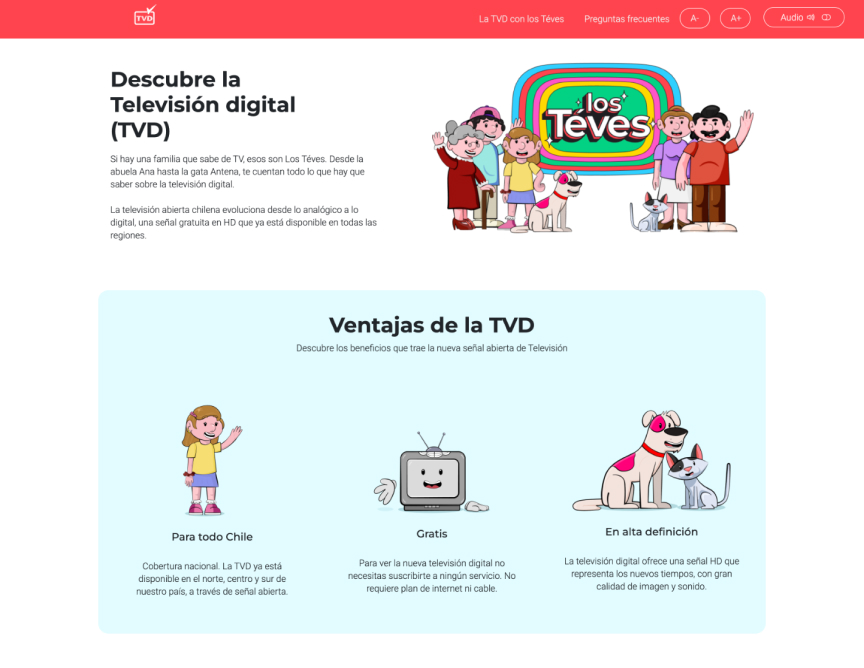 TVD
La TVD con los Téves
Preguntas frecuentes
A-
A+
Audio
Descubre la
Televisión digital
(TVD)
Si hay una familia que sabe de TV, esos son Los Téves. Desde la
abuela Ana hasta la gata Antena, te cuentan todo lo que hay que
saber sobre la televisión digital.
La televisión abierta chilena evoluciona desde lo analógico a lo
digital, una señal gratuita en HD que ya está disponible en todas las
regiones.
los
Téves
Ventajas de la TVD
Descubre los beneficios que trae la nueva señal abierta de Televisión
Para todo Chile
Cobertura nacional. La TVD ya está
disponible en el norte, centro y sur de
nuestro país, a través de señal abierta.
Gratis
Para ver la nueva televisión digital no
necesitas suscribirte a ningún servicio. No
requiere plan de internet ni cable.
En alta definición
La televisión digital ofrece una señal HD que
representa los nuevos tiempos, con gran
calidad de imagen y sonido.